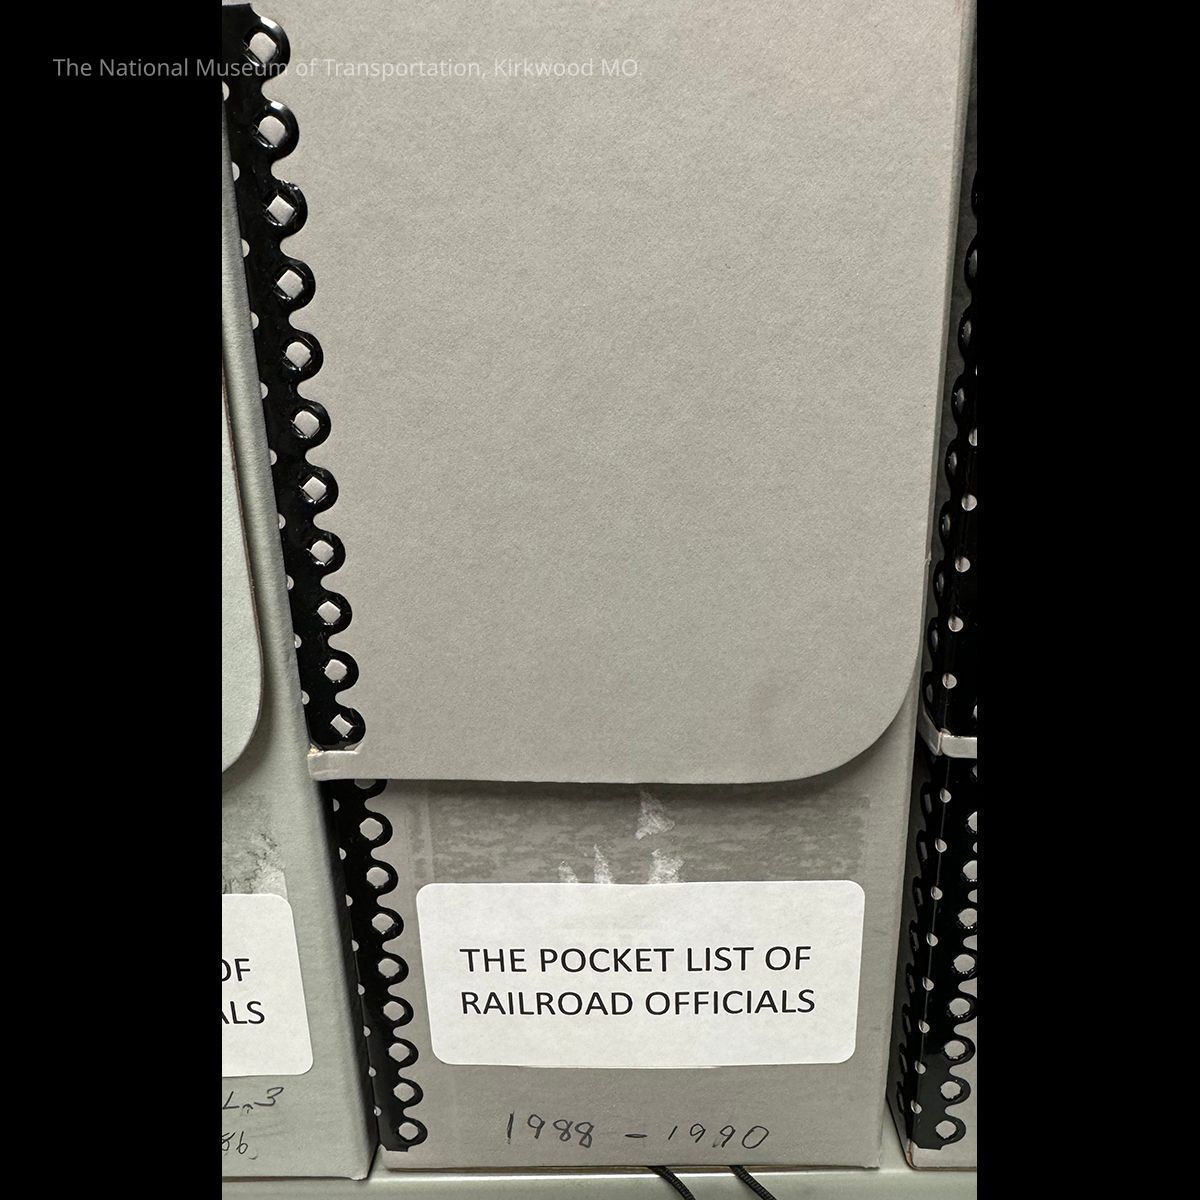 The National Museum of Transportation, Kirkwood MO.
OF
ALS
THE POCKET LIST OF
RAILROAD OFFICIALS
1988 - 1990